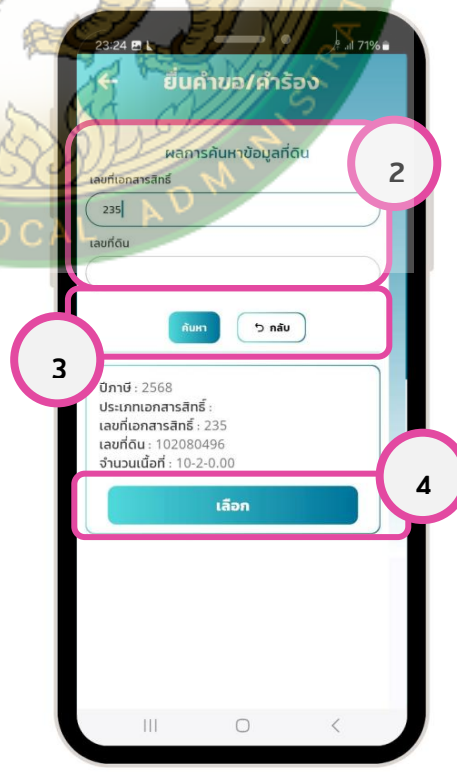 23:24
71%
ยื่นคำขอ/คำร้อง
ผลการค้นหาข้อมูลที่ดิน
2
เลขที่เอกสารสิทธิ์
235
LOCAL ADMINISTRAT
เลขที่ดิน
ค้นหา กลับ
3
ปีภาษี : 2568
ประเภทเอกสารสิทธิ์ :
เลขที่เอกสารสิทธิ์ : 235
เลขที่ดิน : 102080496
จำนวนเนื้อที่ : 10-2-0.00
4
เลือก